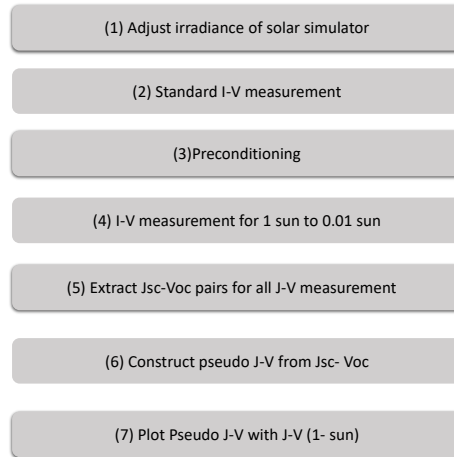 (1) Adjust irradiance of solar simulator
(2) Standard I-V measurement
(3)Preconditioning
(4) I-V measurement for 1 sun to 0.01 sun
(5) Extract Jsc-Voc pairs for all J-V measurement
(6) Construct pseudo J-V from Jsc- Voc
(7) Plot Pseudo J-V with J-V (1- sun)